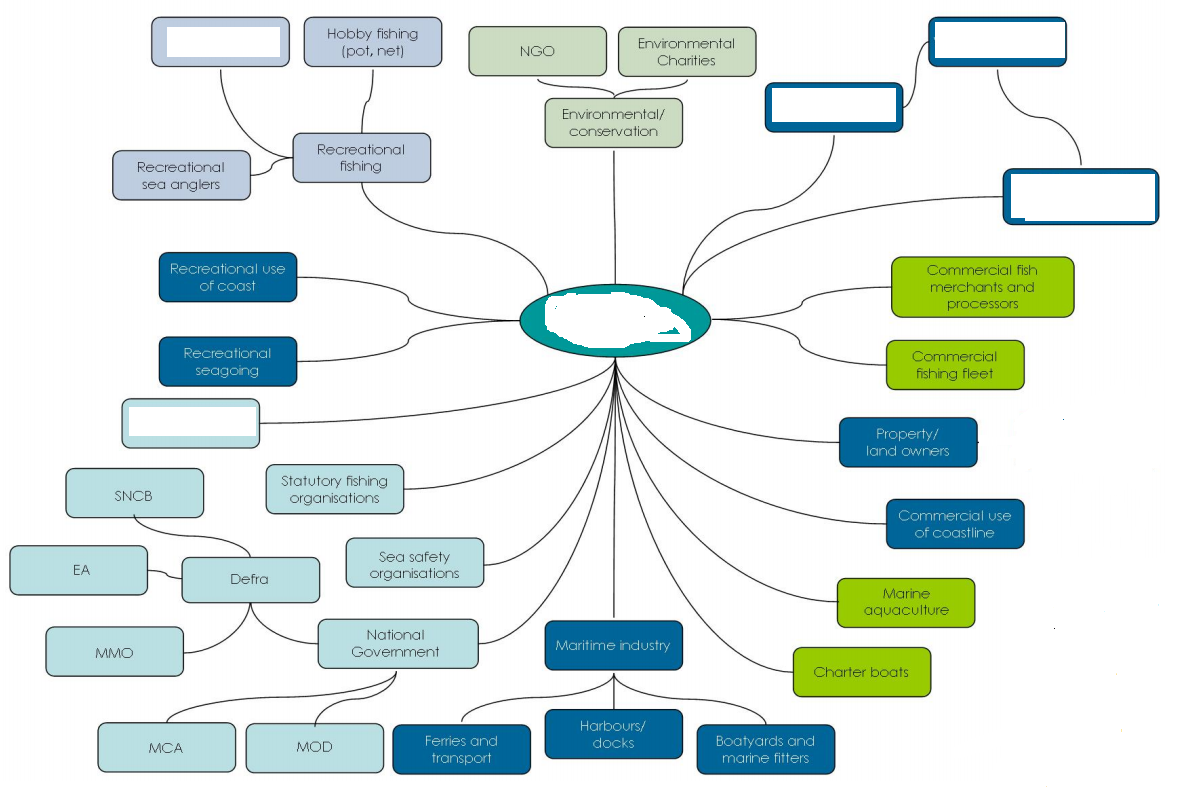 Hobby fishing
(pot, net)
NGO
Environmental
Charities
Environmental/
conservation
Recreational
fishing
Recreational
sea anglers
Recreational use
of coast
Commercial fish
merchants and
processors
Recreational
seagoing
Commercial
fishing fleet
Property/
land owners
Statutory fishing
organisations
SNCB
Commercial use
of coastline
Sea safety
organisations
EA
Defra
Marine
aquaculture
National
Government
MMO
Maritime industry
Charter boats
MCA
MOD
Ferries and
transport
Harbours/
docks
Boatyards and
marine fitters